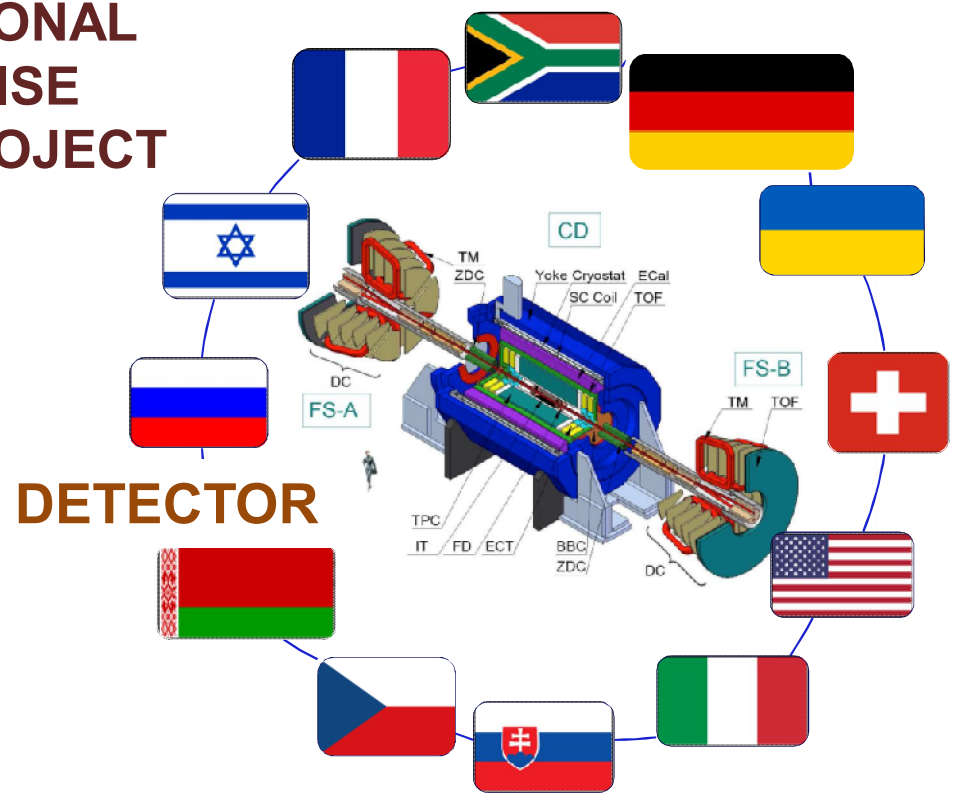 ONAL
ISE
OJECT
CD
TM
ZDC
Yoke Cryostat ECal
SC Coil TOF
DC
FS-A
FS-B
TM TOF
DETECTOR
TPC
IT FD ECT
BBC
ZDC
DC